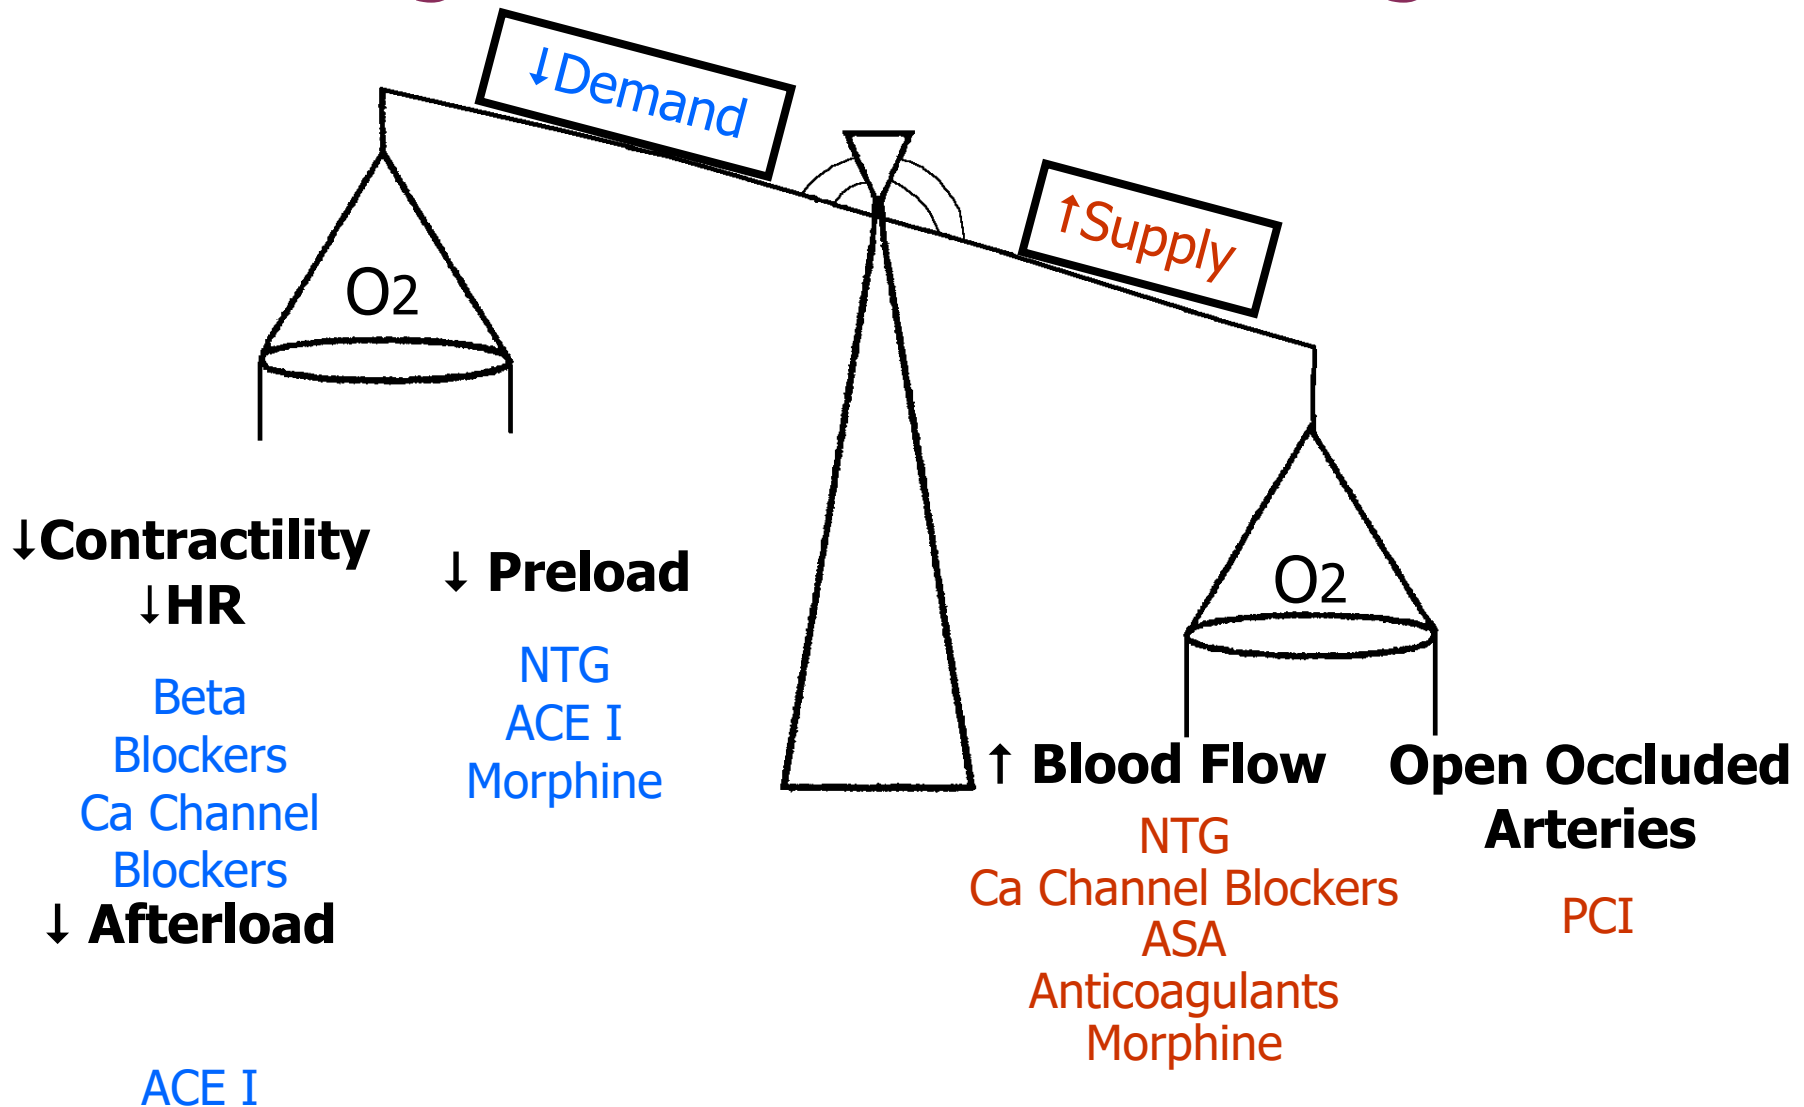 ↓Demand
↑Supply
O2
O2
↓Contractility
↓HR
Beta
Blockers
Ca Channel
Blockers
↓ Afterload
ACE I
↓ Preload
NTG
ACE I
Morphine
↑ Blood Flow
NTG
Ca Channel Blockers
ASA
Anticoagulants
Morphine
Open Occluded
Arteries
PCI